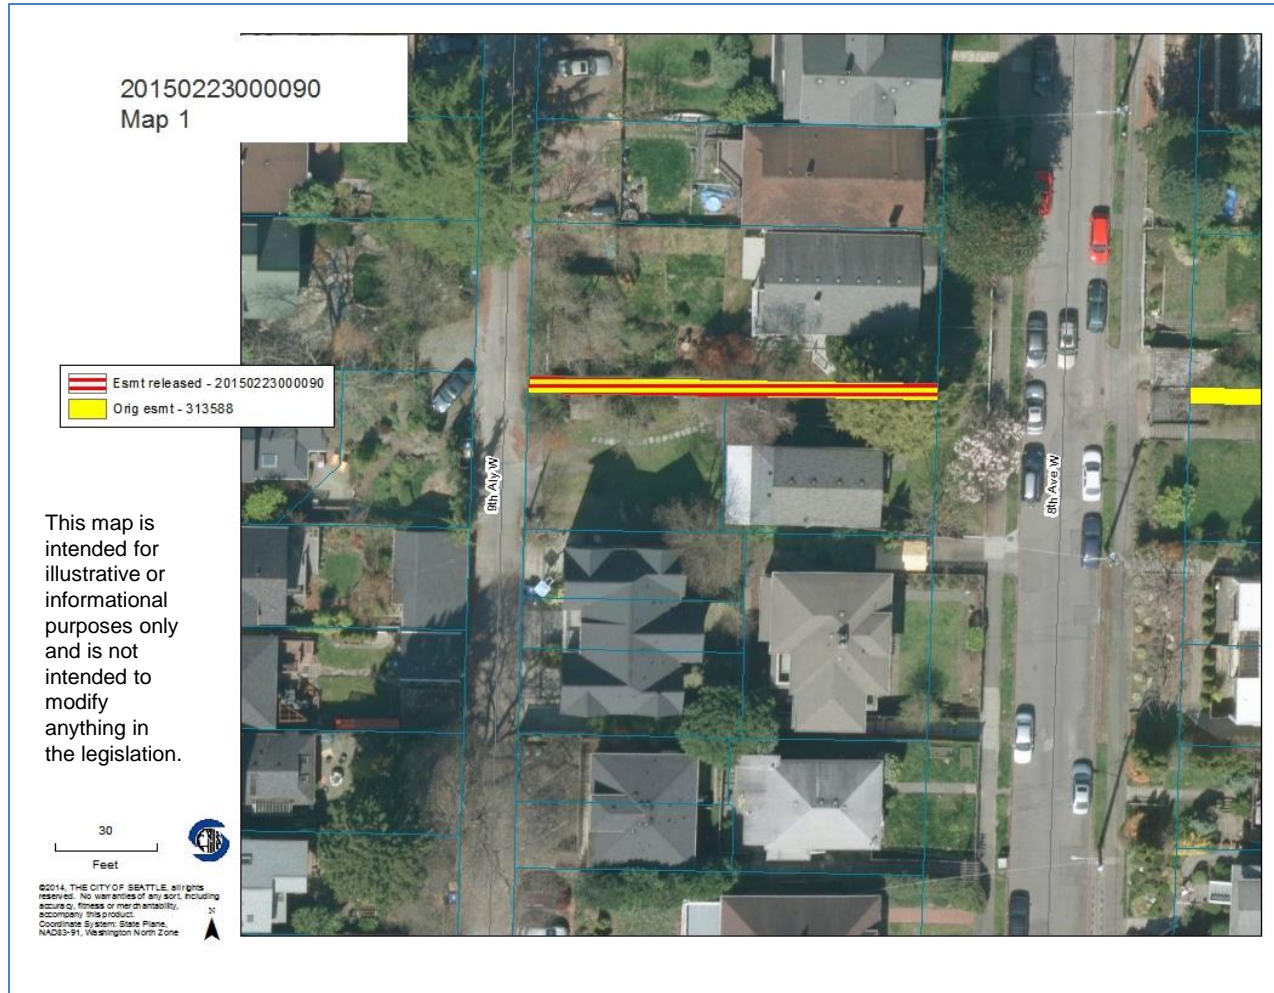 20150223000090
Map 1
Esmt released - 20150223000090
Orig esmt - 313588
9th Aly W
8th Ave W
This map is
intended for
illustrative or
informational
purposes only
and is not
intended to
modify
anything in
the legislation.
30
Feet
©2014, THE CITY OF SEATTLE, all rights
reserved. No warranties of any sort, including
accuracy, fitness or merchantability,
accompany this product.
Coordinate System: State Plane,
NAD83-91, Washington North Zone
N